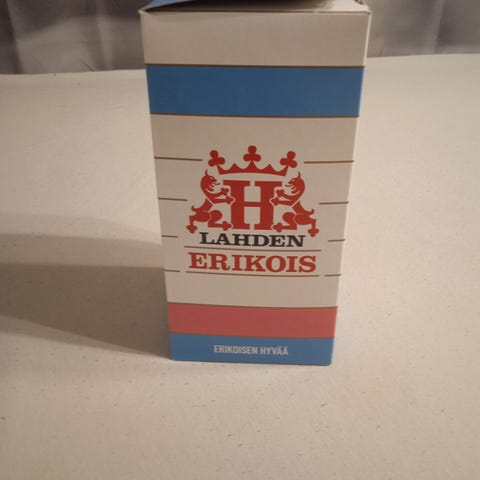 H
LAHDEN
ERIKOIS
ERIKOISEN HYVÄÄ